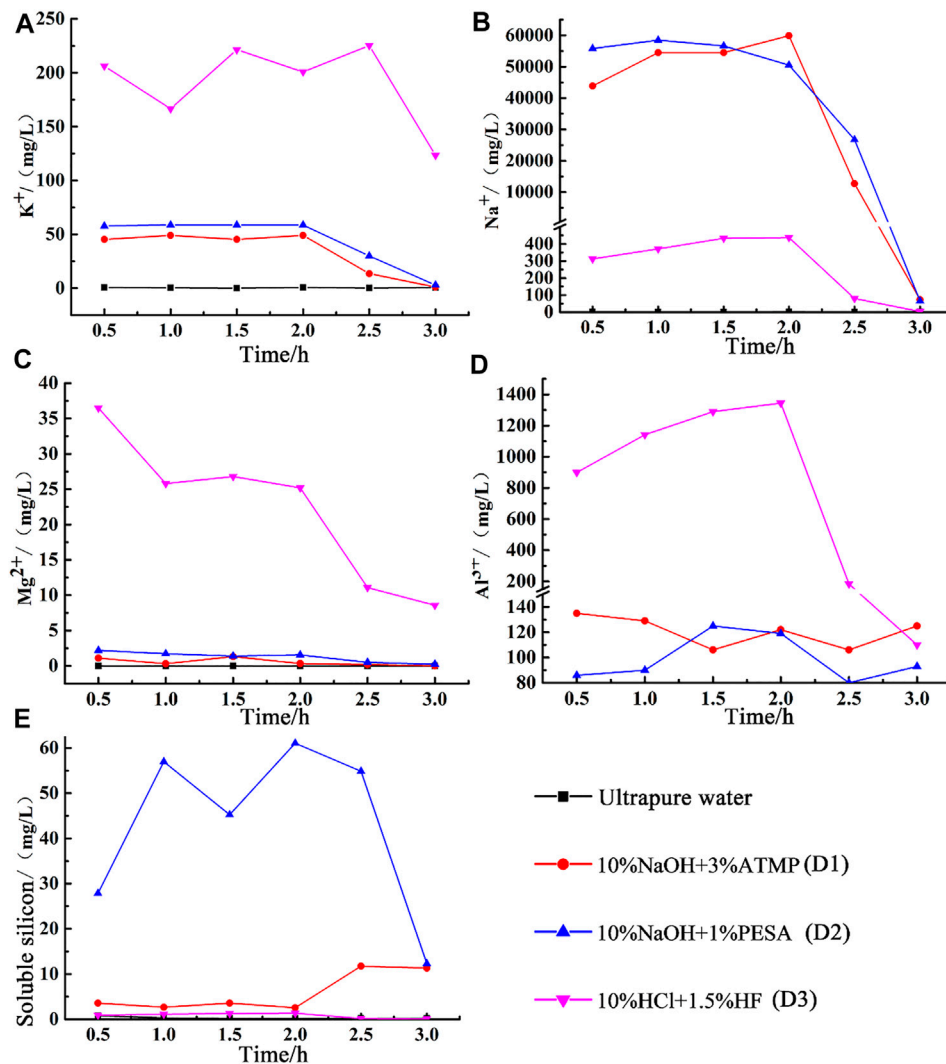 A
K⁺/（mg/L）
250
200
150
100
50
0
0.5 1.0 1.5 2.0 2.5 3.0
Time/h
B
Na⁺/（mg/L）
60000
50000
40000
30000
20000
10000
400
300
200
100
0
0.5 1.0 1.5 2.0 2.5 3.0
Time/h
C
Mg²⁺/（mg/L）
40
35
30
25
20
15
10
5
0
0.5 1.0 1.5 2.0 2.5 3.0
Time/h
D
Al³⁺/（mg/L）
1400
1200
1000
800
600
400
200
140
120
100
80
0.5 1.0 1.5 2.0 2.5 3.0
Time/h
E
Soluble silicon/（mg/L）
60
50
40
30
20
10
0
0.5 1.0 1.5 2.0 2.5 3.0
Time/h
Ultrapure water
10%NaOH+3%ATMP (D1)
10%NaOH+1%PESA (D2)
10%HCl+1.5%HF (D3)